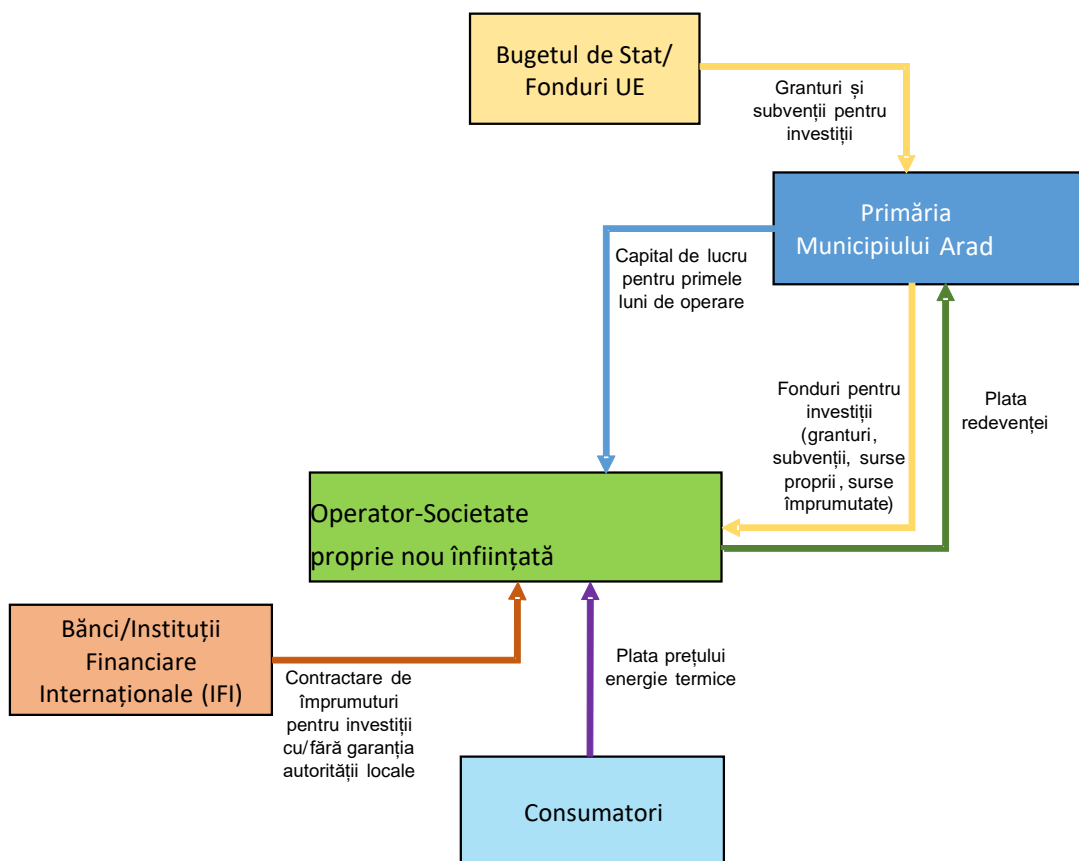 Bugetul de Stat/
Fonduri UE
Granturi și
subvenții pentru
investiții
Primăria
Municipiului Arad
Capital de lucru
pentru primele
luni de operare
Fonduri pentru
investiții
(granturi,
subvenții, surse
proprii, surse
împrumutate)
Plata
redevenței
Operator-Societate
proprie nou înființată
Bănci/Instituții
Financiare
Internaționale (IFI)
Contractare de
împrumuturi
pentru investiții
cu/fără garanția
autorității locale
Plata prețului
energie termice
Consumatori